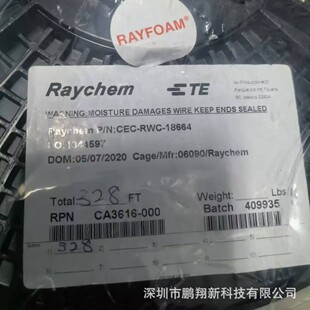 RAYFOAM®
Raychem
TE
WARNING:MOISTURE DAMAGES WIRE KEEP ENDS SEALED
Raychem P/N:CEC-RWC-18664
DOM:05/07/2020 Cage/Mfr:06090/Raychem
Total: 328 FT
Weight: Lbs
RPN CA3616-000
Batch 409935
328
深圳市鹏翔新科技有限公司